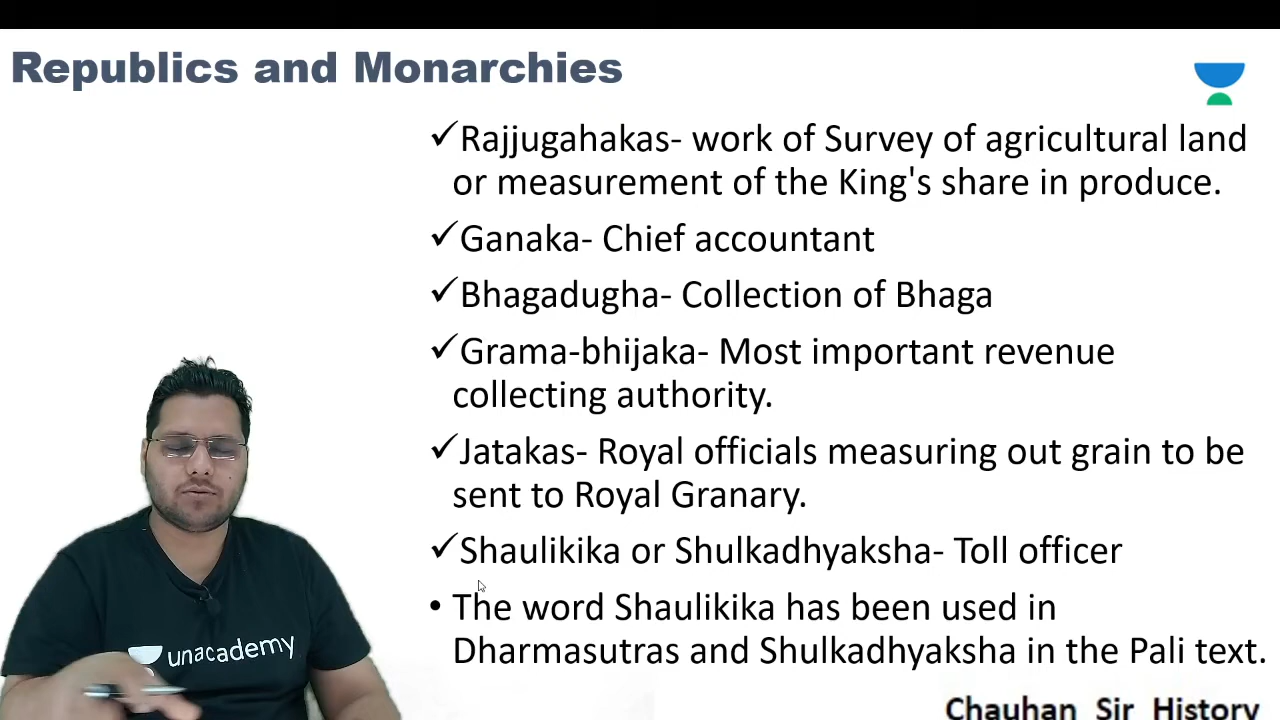 Republics and Monarchies
✓Rajjugahakas- work of Survey of agricultural land
or measurement of the King's share in produce.
✓Ganaka- Chief accountant
✓Bhagadugha- Collection of Bhaga
✓Grama-bhijaka- Most important revenue
collecting authority.
✓Jatakas- Royal officials measuring out grain to be
sent to Royal Granary.
✓Shaulikika or Shulkadhyaksha- Toll officer
• The word Shaulikika has been used in
Dharmasutras and Shulkadhyaksha in the Pali text.
unacademy
Chauhan Sir History